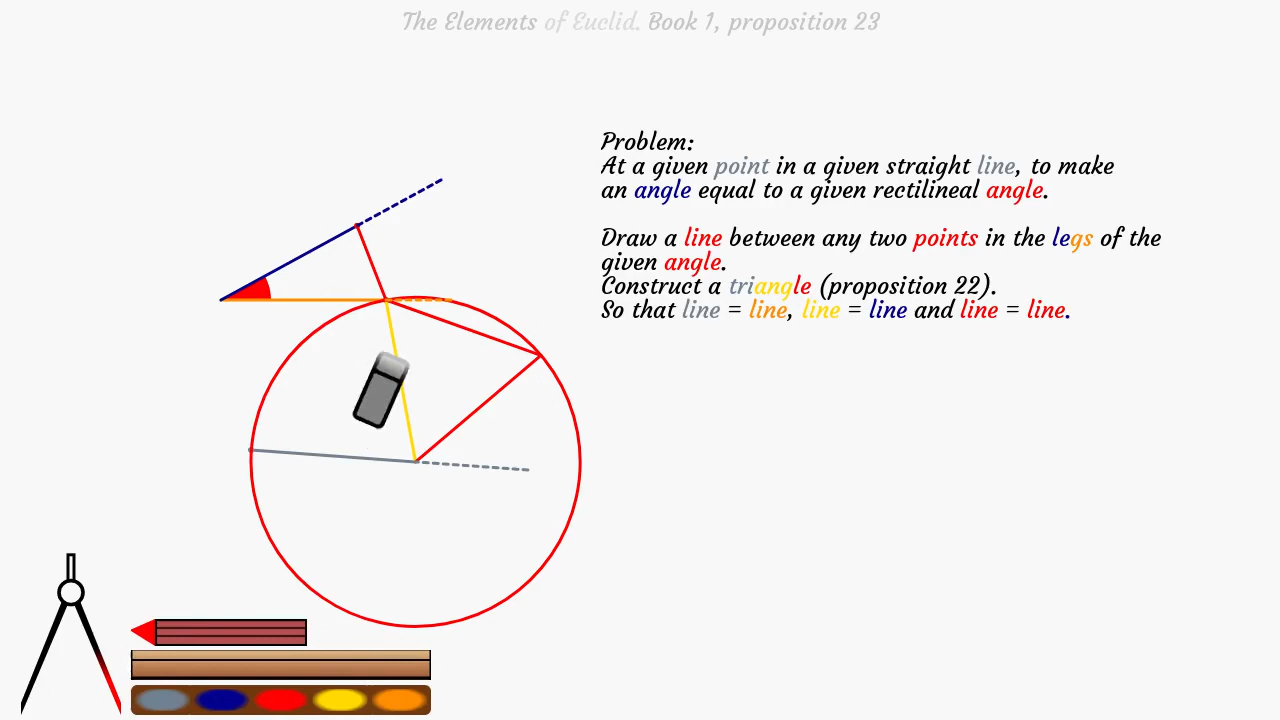 The Elements of Euclid. Book 1, proposition 23
Problem:
At a given point in a given straight line, to make
an angle equal to a given rectilineal angle.
Draw a line between any two points in the legs of the
given angle.
Construct a triangle (proposition 22).
So that line = line, line = line and line = line.